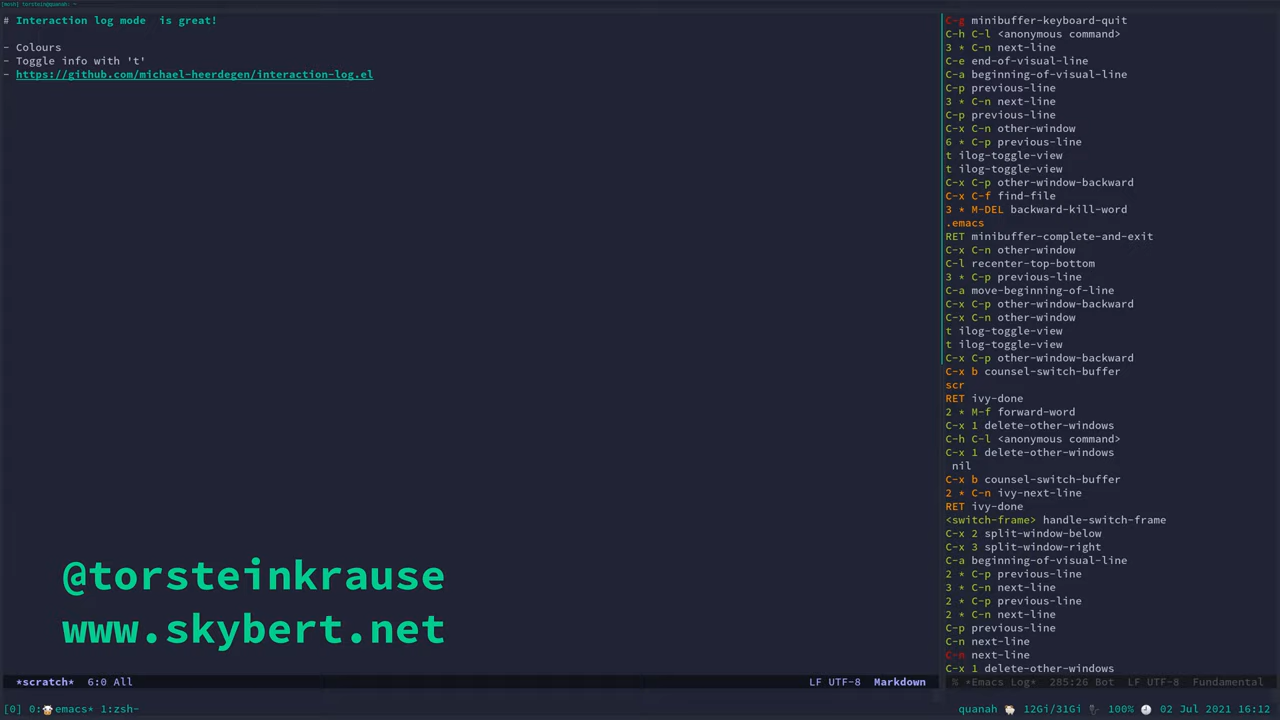 [mosh] torstein@quanah: ~
# Interaction log mode  is great!
- Colours
- Toggle info with 't'
- https://github.com/michael-heerdegen/interaction-log.el
@torsteinkrause
www.skybert.net
*scratch*  6:0 All
LF UTF-8  Markdown
C-g minibuffer-keyboard-quit
C-h C-l <anonymous command>
3 * C-n next-line
C-e end-of-visual-line
C-a beginning-of-visual-line
C-p previous-line
3 * C-n next-line
C-p previous-line
C-x C-n other-window
6 * C-p previous-line
t ilog-toggle-view
t ilog-toggle-view
C-x C-p other-window-backward
C-x C-f find-file
3 * M-DEL backward-kill-word
.emacs
RET minibuffer-complete-and-exit
C-x C-n other-window
C-l recenter-top-bottom
3 * C-p previous-line
C-a move-beginning-of-line
C-x C-p other-window-backward
C-x C-n other-window
t ilog-toggle-view
t ilog-toggle-view
C-x C-p other-window-backward
C-x b counsel-switch-buffer
scr
RET ivy-done
2 * M-f forward-word
C-x 1 delete-other-windows
C-h C-l <anonymous command>
C-x 1 delete-other-windows
nil
C-x b counsel-switch-buffer
2 * C-n ivy-next-line
RET ivy-done
<switch-frame> handle-switch-frame
C-x 2 split-window-below
C-x 3 split-window-right
C-a beginning-of-visual-line
2 * C-p previous-line
3 * C-n next-line
2 * C-p previous-line
2 * C-n next-line
C-p previous-line
C-n next-line
C-n next-line
C-x 1 delete-other-windows
% *Emacs Log*  285:26 Bot  LF UTF-8  Fundamental
[0] 0:emacs* 1:zsh-
quanah 12Gi/31Gi 100% 02 Jul 2021 16:12